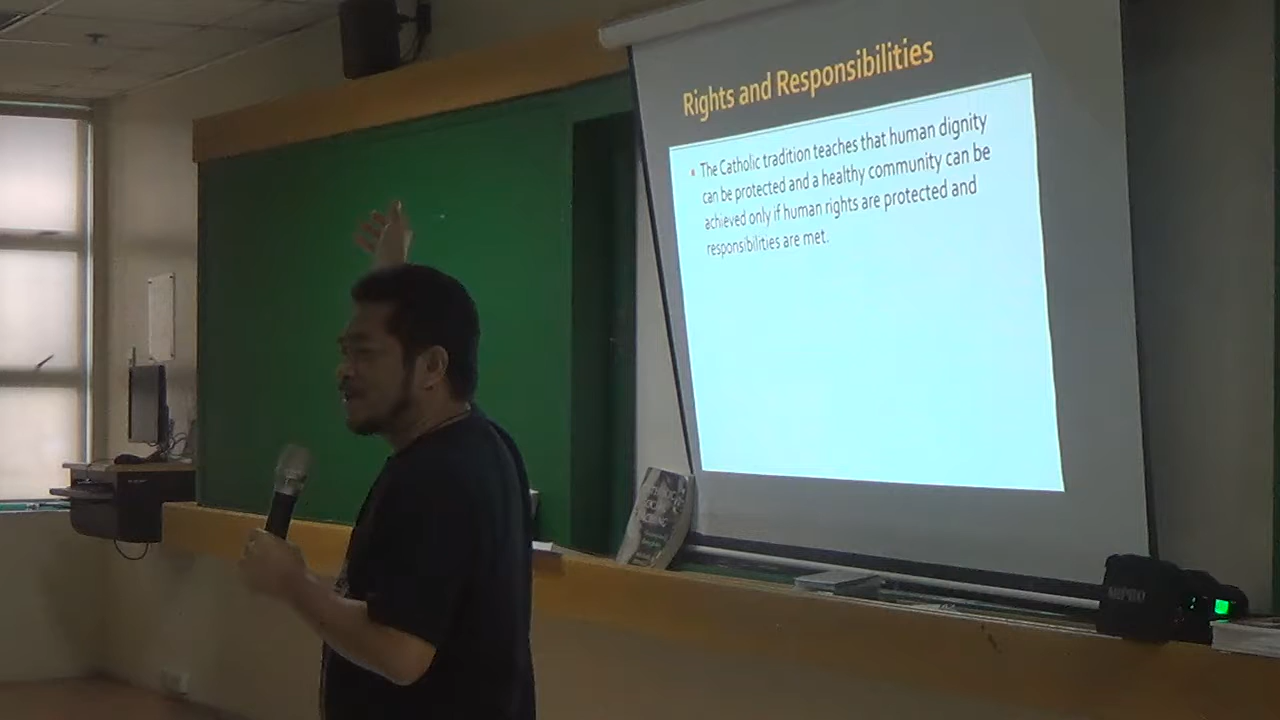 Rights and Responsibilities
The Catholic tradition teaches that human dignity
can be protected and a healthy community can be
achieved only if human rights are protected and
responsibilities are met.
MIPRO